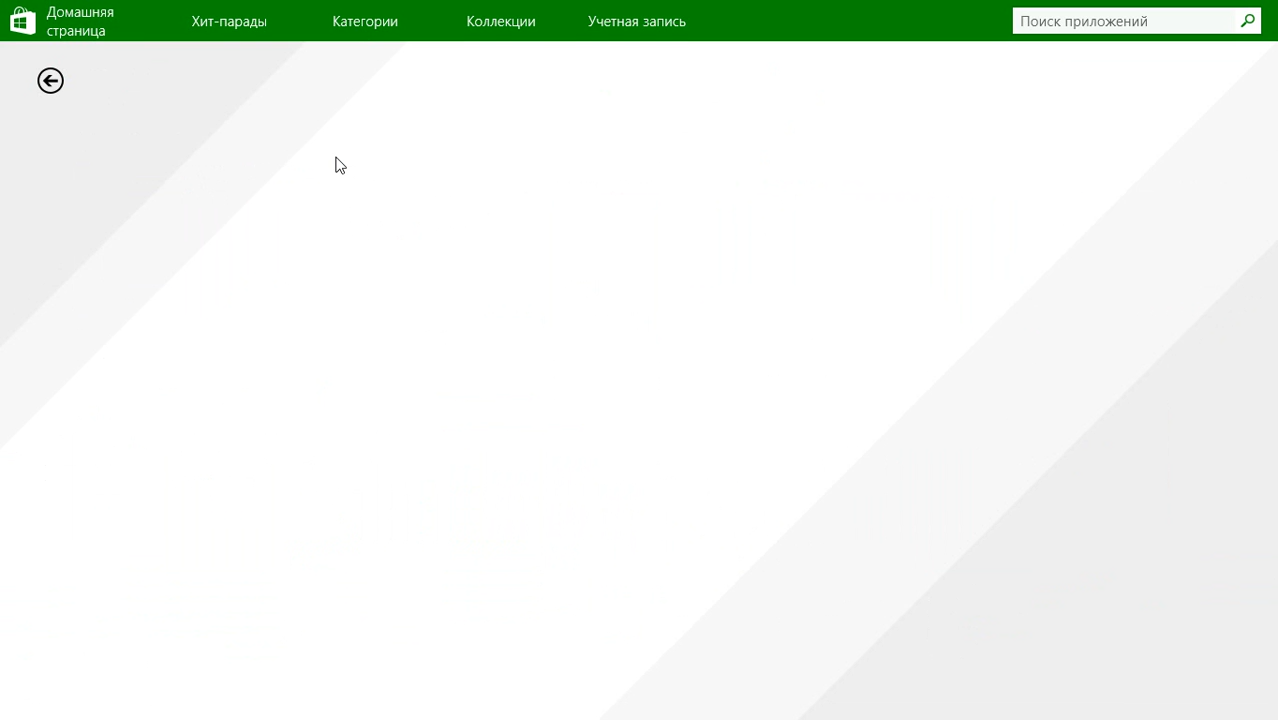 Домашняя
страница
Хит-парады
Категории
Коллекции
Учетная запись
Поиск приложений